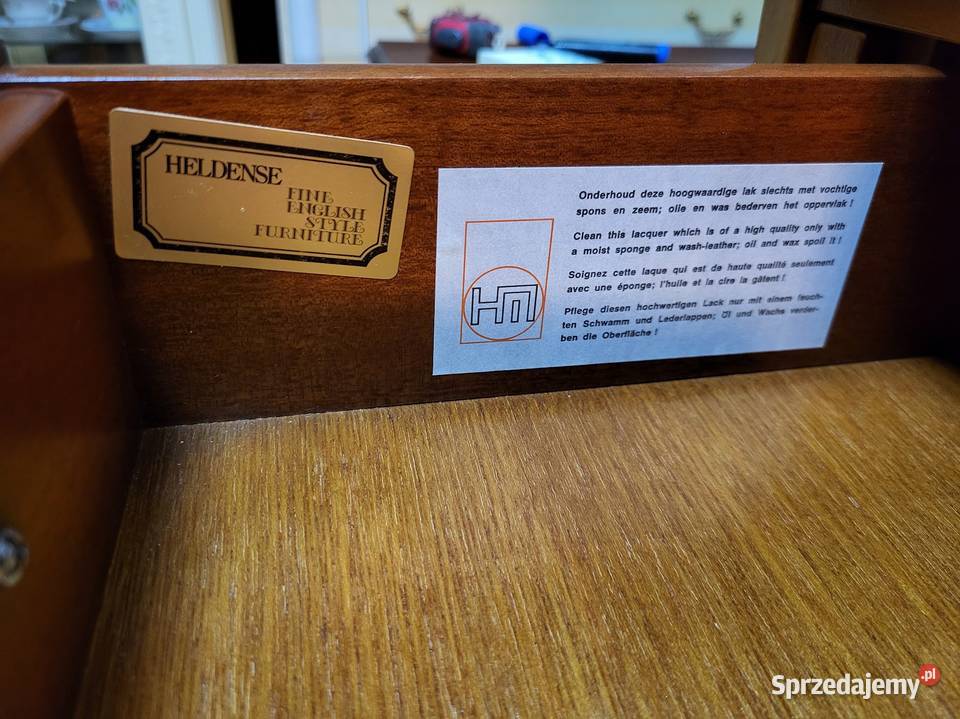 HELDENSE
FINE
ENGLISH
STYLE
FURNITURE
Onderhoud deze hoogwaardige lak slechts met vochtige
spons en zeem; olie en was bederven het oppervlak!
Clean this lacquer which is of a high quality only with
a moist sponge and wash-leather; oil and wax spoil it!
Soignez cette laque qui est de haute qualité seulement
avec une éponge; l'huile et la cire la gâtent!
Pflege diesen hochwertigen Lack nur mit einem feuch-
ten Schwamm und Lederlappen; Öl und Wachs verder-
ben die Oberfläche!
HM
Sprzedajemy.pl